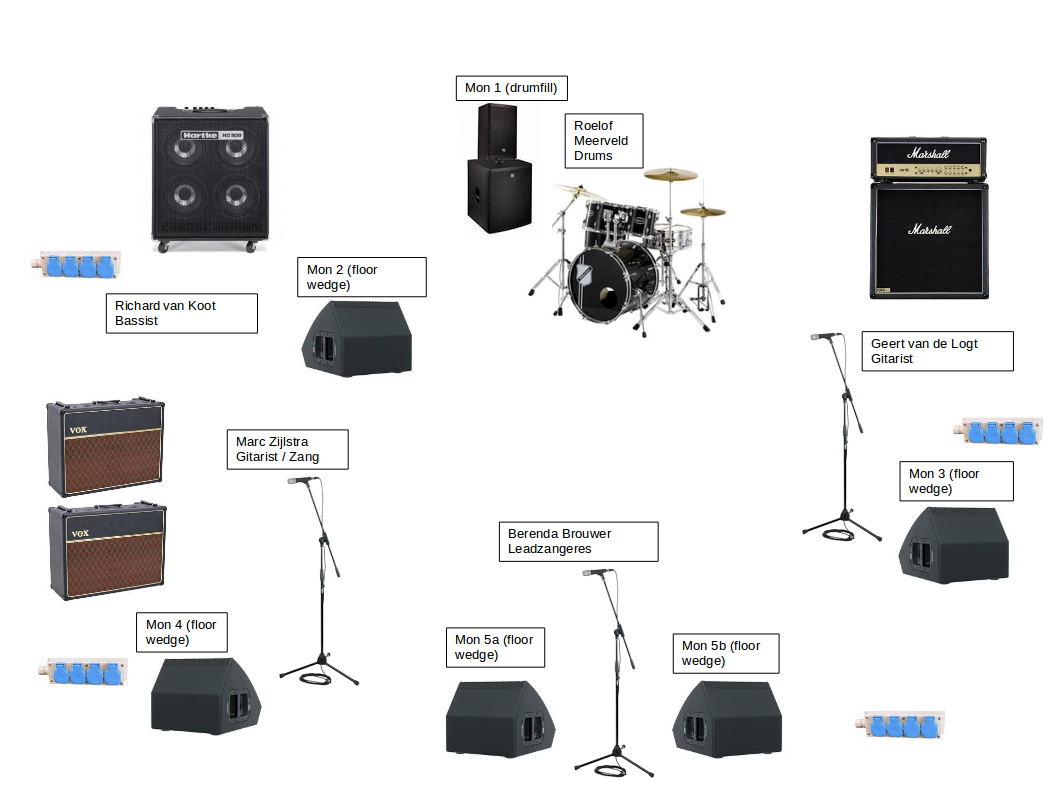 Mon 1 (drumfill)
Roelof
Meerveld
Drums
Hartke
Marshall
Marshall
Mon 2 (floor
wedge)
Richard van Koot
Bassist
Geert van de Logt
Gitarist
VOX
Marc Zijlstra
Gitarist / Zang
Mon 3 (floor
wedge)
VOX
Berenda Brouwer
Leadzangeres
Mon 4 (floor
wedge)
Mon 5a (floor
wedge)
Mon 5b (floor
wedge)